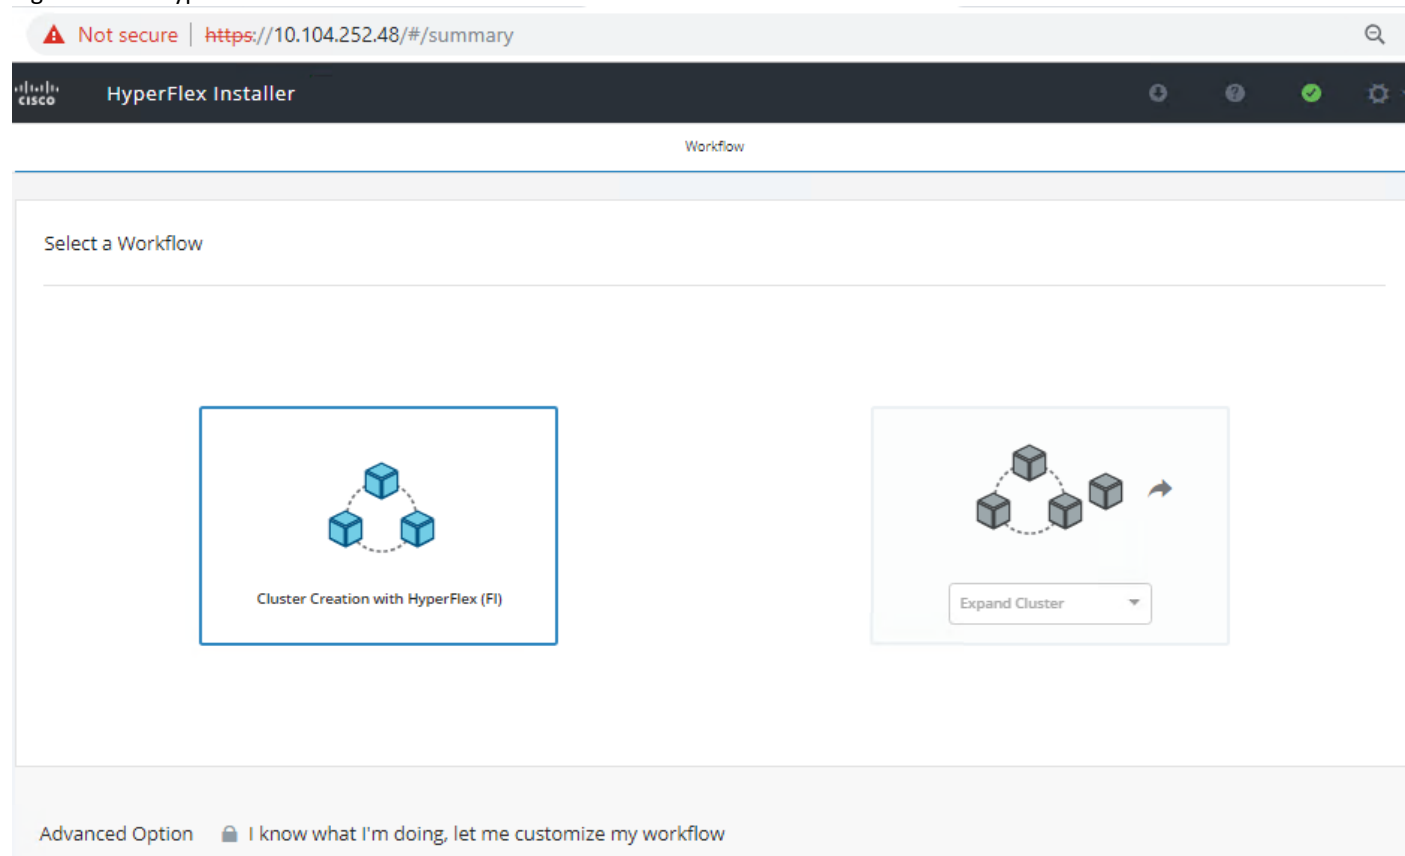 Not secure | https://10.104.252.48/#/summary
cisco HyperFlex Installer
Workflow
Select a Workflow
Cluster Creation with HyperFlex (FI)
Expand Cluster
Advanced Option I know what I'm doing, let me customize my workflow